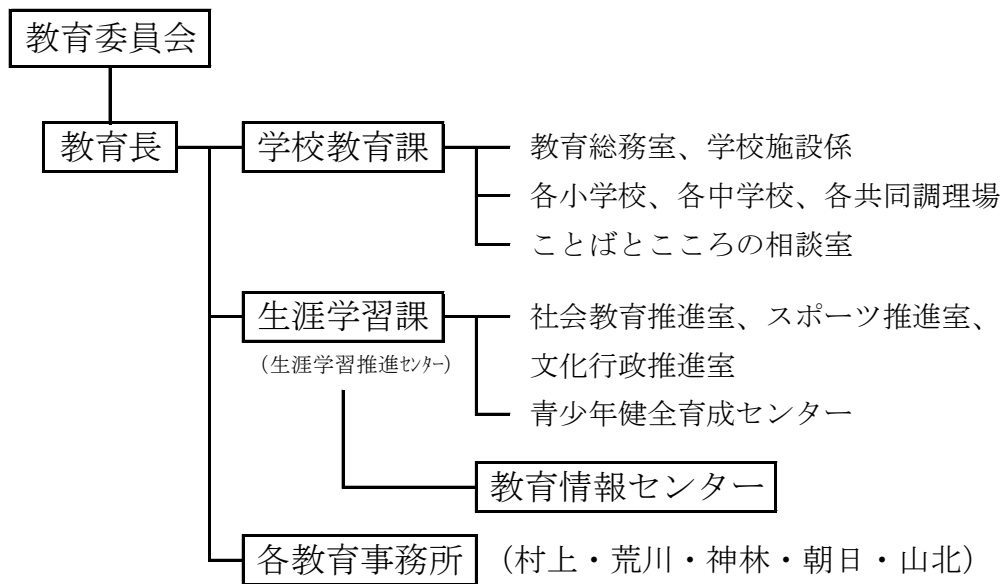 教育委員会
教育長
学校教育課
教育総務室、学校施設係
各小学校、各中学校、各共同調理場
ことばとこころの相談室
生涯学習課
(生涯学習推進ｾﾝﾀｰ)
社会教育推進室、スポーツ推進室、
文化行政推進室
青少年健全育成センター
教育情報センター
各教育事務所 （村上・荒川・神林・朝日・山北）